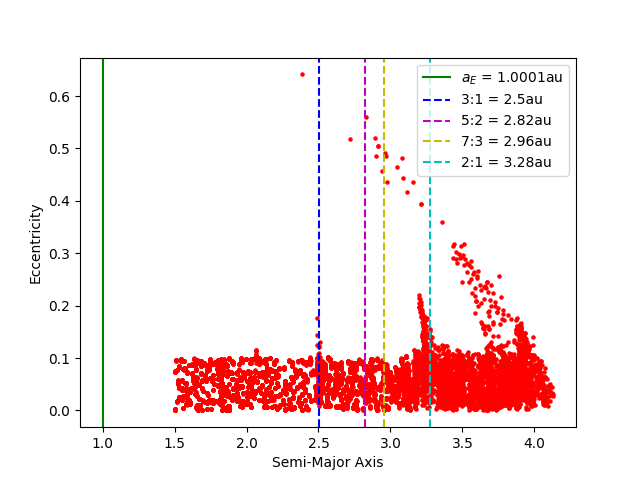 a_E = 1.0001au
3:1 = 2.5au
5:2 = 2.82au
7:3 = 2.96au
2:1 = 3.28au
0.6
0.5
0.4
0.3
0.2
0.1
0.0
Eccentricity
1.0 1.5 2.0 2.5 3.0 3.5 4.0
Semi-Major Axis